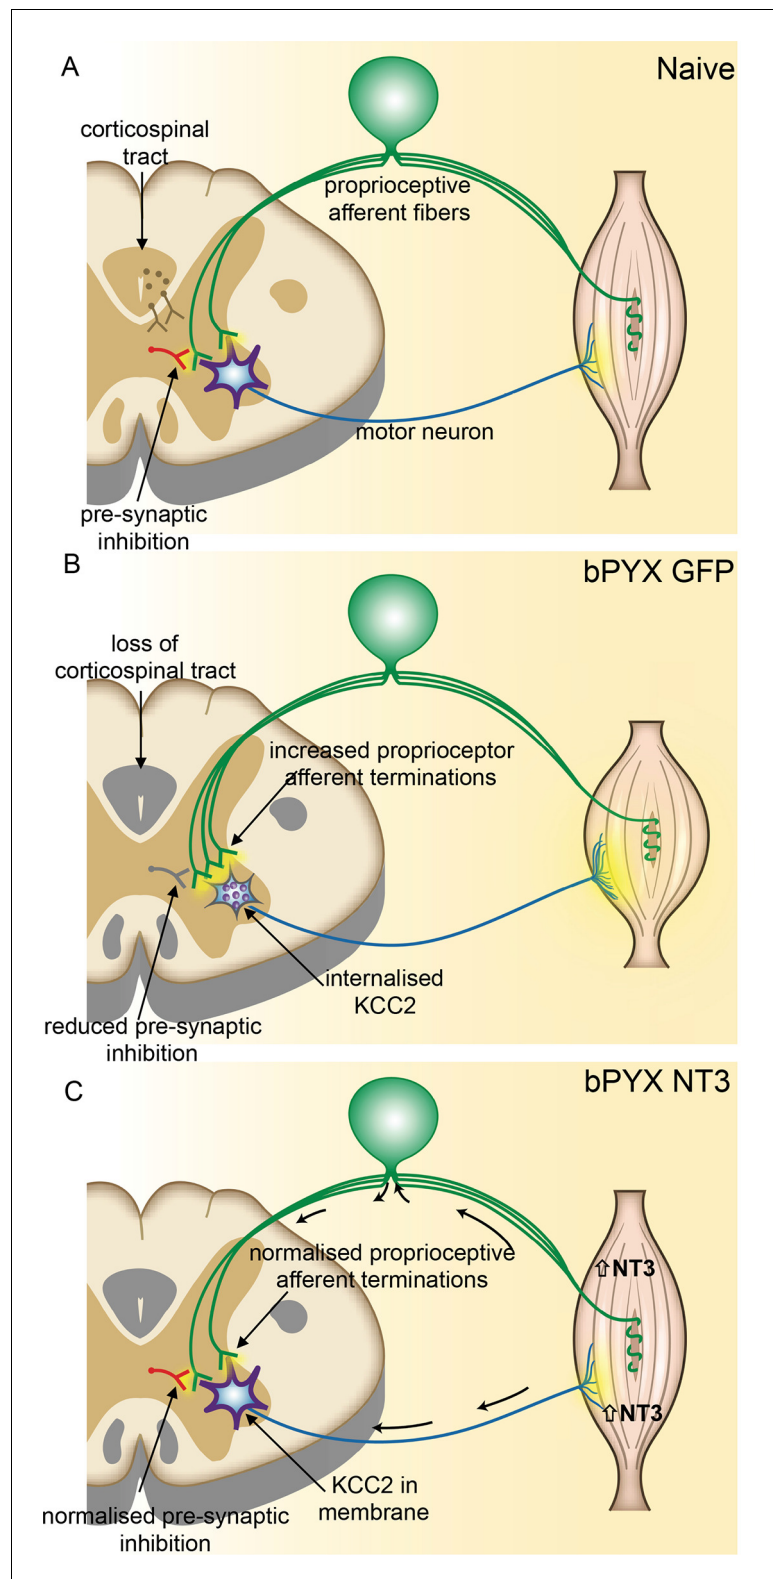 A
Naive
corticospinal
tract
proprioceptive
afferent fibers
motor neuron
pre-synaptic
inhibition
B
bPYX GFP
loss of
corticospinal tract
increased proprioceptor
afferent terminations
internalised
KCC2
reduced pre-synaptic
inhibition
C
bPYX NT3
normalised proprioceptive
afferent terminations
⇧NT3
⇧NT3
KCC2 in
membrane
normalised pre-synaptic
inhibition